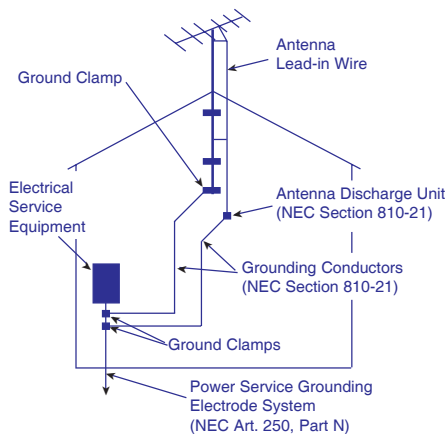 Antenna
Lead-in Wire
Ground Clamp
Electrical
Service
Equipment
Antenna Discharge Unit
(NEC Section 810-21)
Grounding Conductors
(NEC Section 810-21)
Ground Clamps
Power Service Grounding
Electrode System
(NEC Art. 250, Part N)